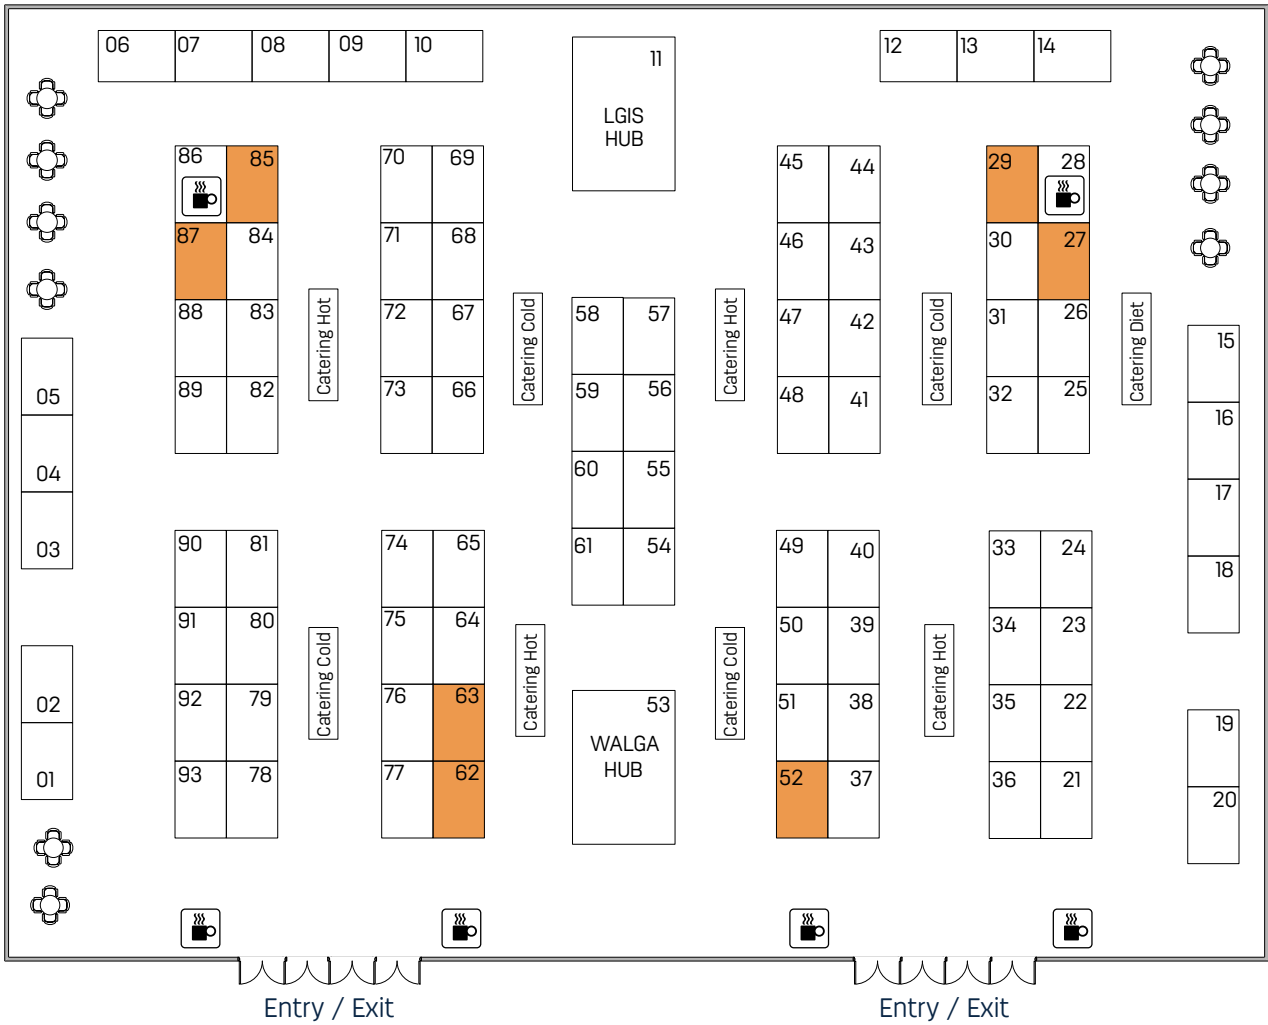 06 07 08 09 10
11
LGIS
HUB
12 13 14
86 85
87 84
88 83
89 82
70 69
71 68
72 67
73 66
45 44
46 43
47 42
48 41
29 28
30 27
31 26
32 25
Catering Hot
Catering Cold
58 57
59 56
60 55
61 54
Catering Hot
Catering Cold
Catering Diet
05
04
03
15
16
17
18
90 81
91 80
92 79
93 78
74 65
75 64
76 63
77 62
49 40
50 39
51 38
52 37
33 24
34 23
35 22
36 21
02
01
Catering Cold
Catering Hot
53
WALGA
HUB
Catering Cold
Catering Hot
19
20
Entry / Exit
Entry / Exit